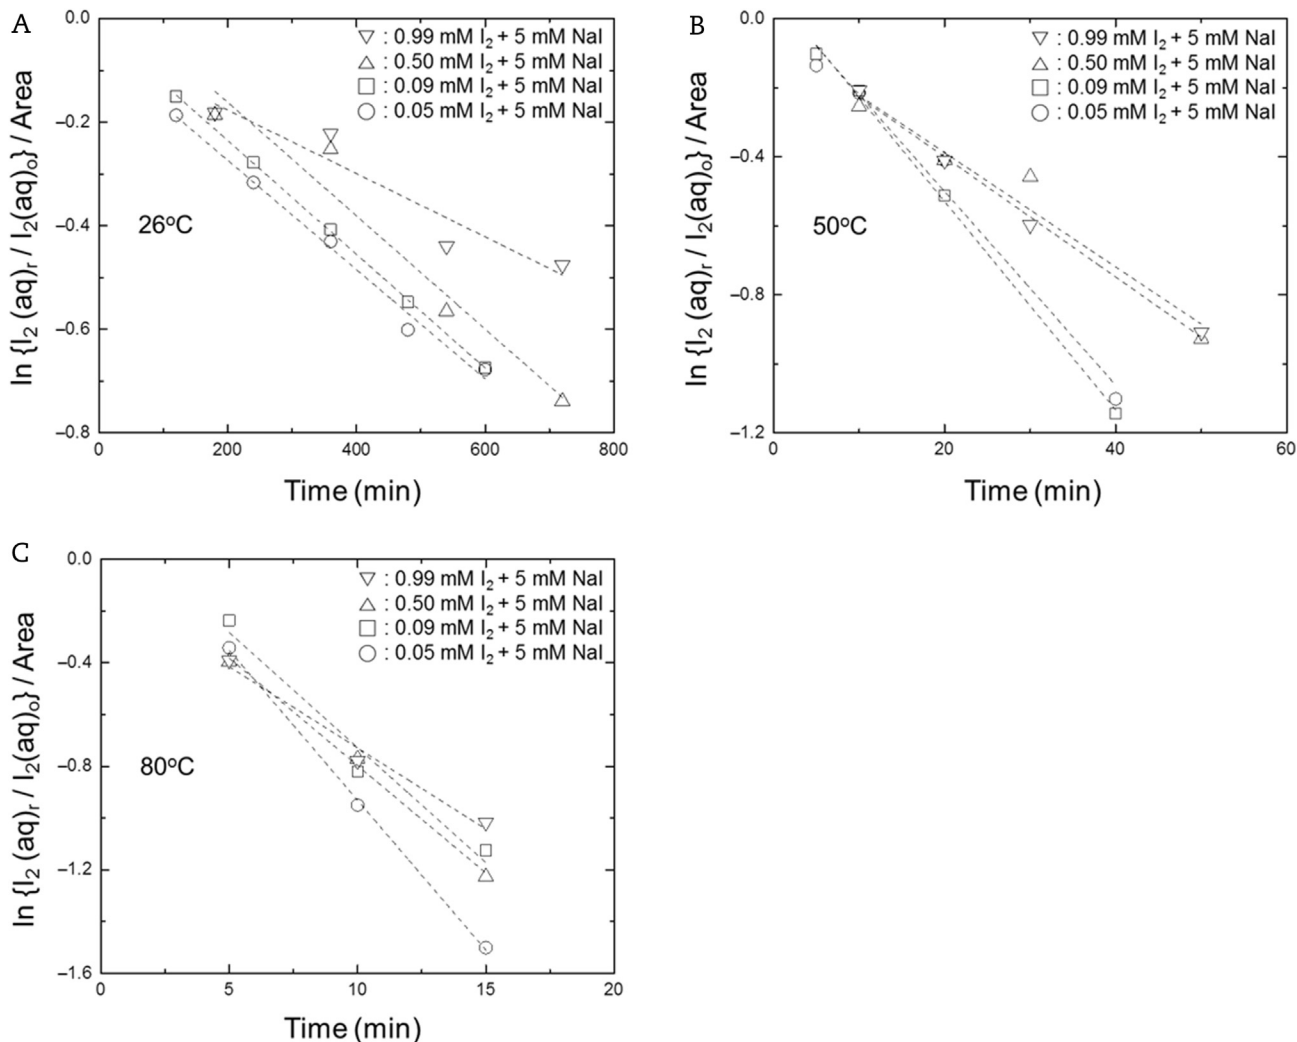 A
0.0
–0.2
–0.4
–0.6
–0.8
ln {I₂ (aq)ᵣ / I₂(aq)ₒ} / Area
▽ : 0.99 mM I₂ + 5 mM NaI
△ : 0.50 mM I₂ + 5 mM NaI
□ : 0.09 mM I₂ + 5 mM NaI
○ : 0.05 mM I₂ + 5 mM NaI
26°C
0 200 400 600 800
Time (min)
B
0.0
–0.4
–0.8
–1.2
ln {I₂ (aq)ᵣ / I₂(aq)ₒ} / Area
▽ : 0.99 mM I₂ + 5 mM NaI
△ : 0.50 mM I₂ + 5 mM NaI
□ : 0.09 mM I₂ + 5 mM NaI
○ : 0.05 mM I₂ + 5 mM NaI
50°C
0 20 40 60
Time (min)
C
0.0
–0.4
–0.8
–1.2
–1.6
ln {I₂ (aq)ᵣ / I₂(aq)ₒ} / Area
▽ : 0.99 mM I₂ + 5 mM NaI
△ : 0.50 mM I₂ + 5 mM NaI
□ : 0.09 mM I₂ + 5 mM NaI
○ : 0.05 mM I₂ + 5 mM NaI
80°C
0 5 10 15 20
Time (min)